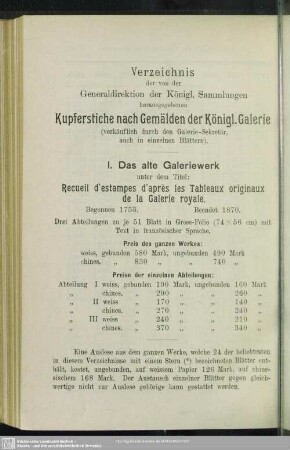 Verzeichnis
der von der
Generaldirektion der Königl. Sammlungen
herausgegebenen
Kupferstiche nach Gemälden der Königl. Galerie
(verkäuflich durch den Galerie-Sekretär,
auch in einzelnen Blättern).
I. Das alte Galeriewerk
unter dem Titel:
Recueil d'estampes d'après les Tableaux originaux
de la Galerie royale.
Begonnen 1753. Beendet 1870.
Drei Abteilungen zu je 51 Blatt in Gross-Folio (74 × 56 cm) mit
Text in französischer Sprache.
Preis des ganzen Werkes:
weiss, gebunden 580 Mark, ungebunden 490 Mark
chines. „ 830 „ „ 740 „
Preise der einzelnen Abteilungen:
Abteilung I weiss, gebunden 190 Mark, ungebunden 160 Mark
„ chines. „ 290 „ „ 260 „
„ II weiss „ 170 „ „ 140 „
„ chines. „ 270 „ „ 240 „
„ III weiss „ 240 „ „ 210 „
„ chines. „ 370 „ „ 340 „
Eine Auslese aus dem ganzen Werke, welche 24 der beliebtesten
in diesem Verzeichnisse mit einem Stern (*) bezeichneten Blätter ent-
hält, kostet, ungebunden, auf weissem Papier 126 Mark, auf chine-
sischem 168 Mark. Der Austausch einzelner Blätter gegen gleich-
wertige nicht zur Auslese gehörige kann gestattet werden.